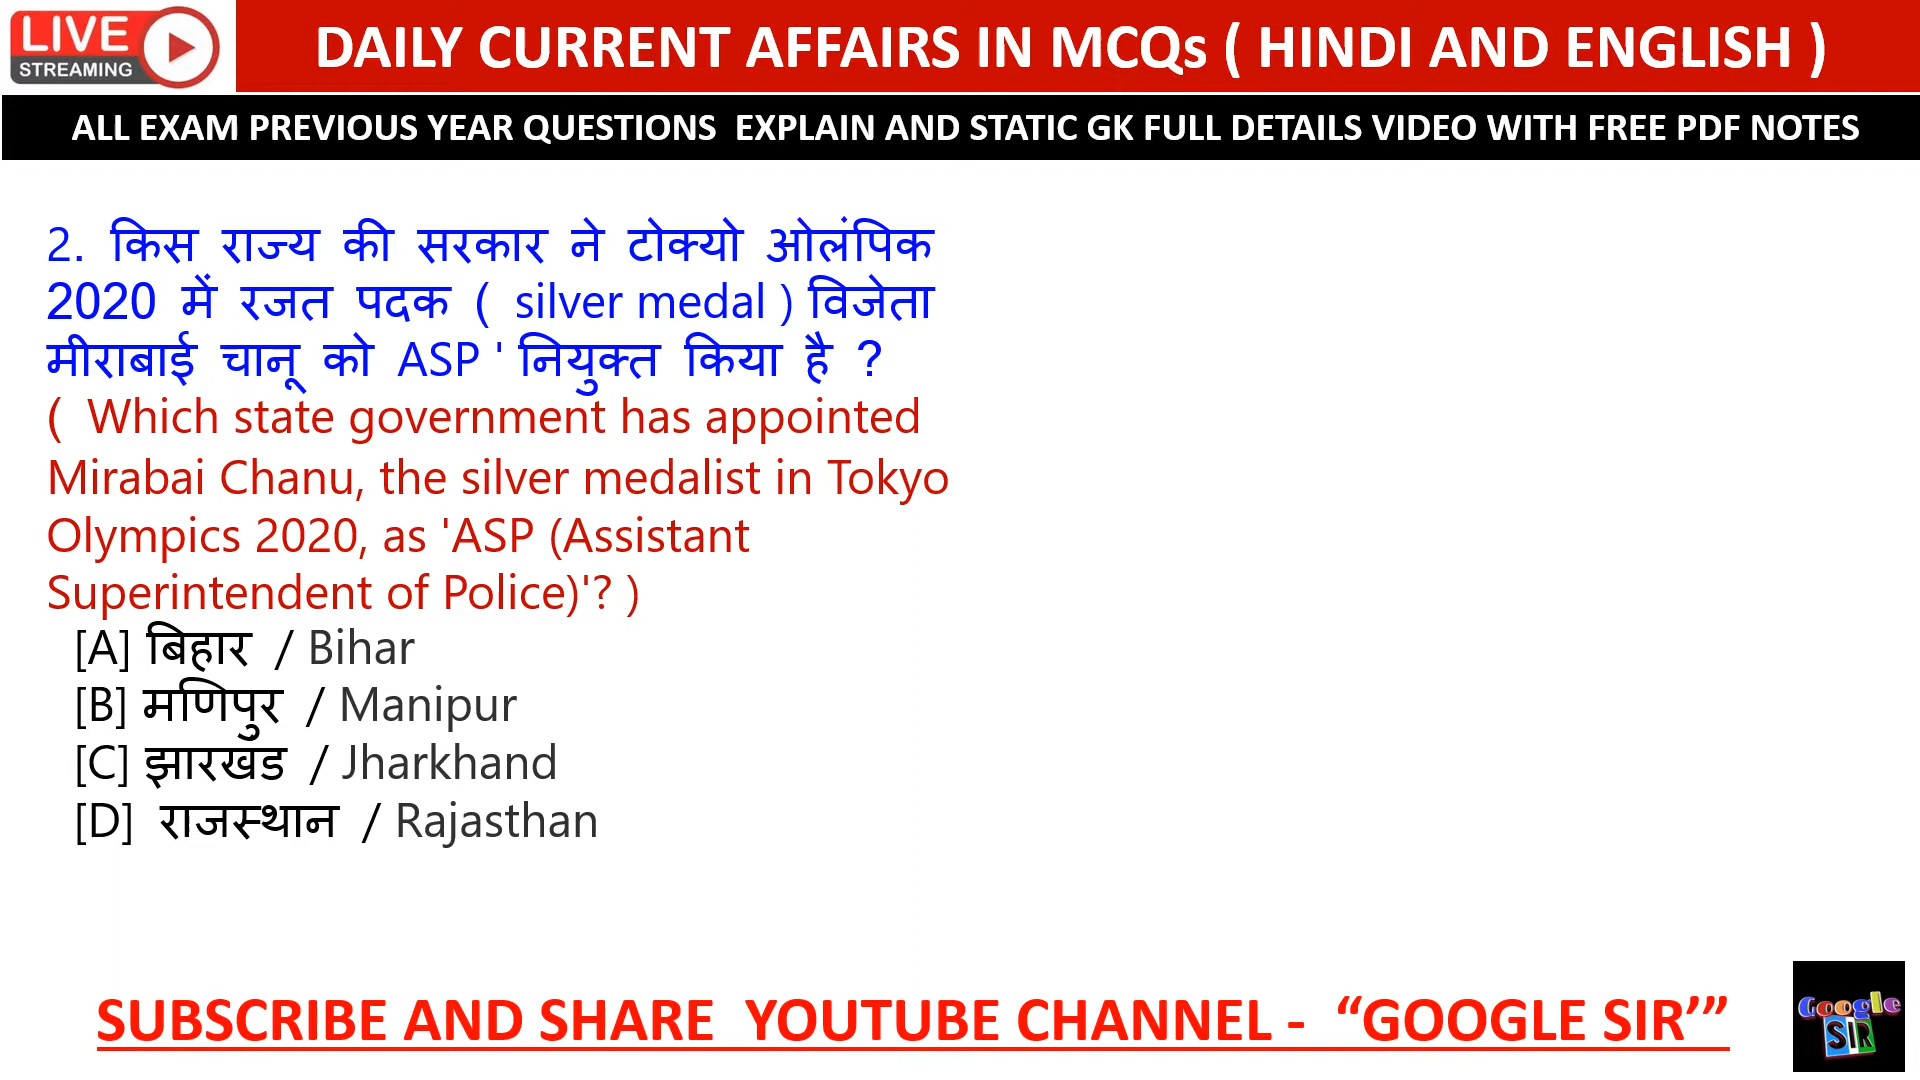 LIVE
STREAMING
DAILY CURRENT AFFAIRS IN MCQs ( HINDI AND ENGLISH )
ALL EXAM PREVIOUS YEAR QUESTIONS EXPLAIN AND STATIC GK FULL DETAILS VIDEO WITH FREE PDF NOTES
2. किस राज्य की सरकार ने टोक्यो ओलंपिक
2020 में रजत पदक ( silver medal ) विजेता
मीराबाई चानू को ASP ' नियुक्त किया है ?
( Which state government has appointed
Mirabai Chanu, the silver medalist in Tokyo
Olympics 2020, as 'ASP (Assistant
Superintendent of Police)'? )
[A] बिहार / Bihar
[B] मणिपुर / Manipur
[C] झारखंड / Jharkhand
[D] राजस्थान / Rajasthan
SUBSCRIBE AND SHARE YOUTUBE CHANNEL - “GOOGLE SIR’”
Google
SIR